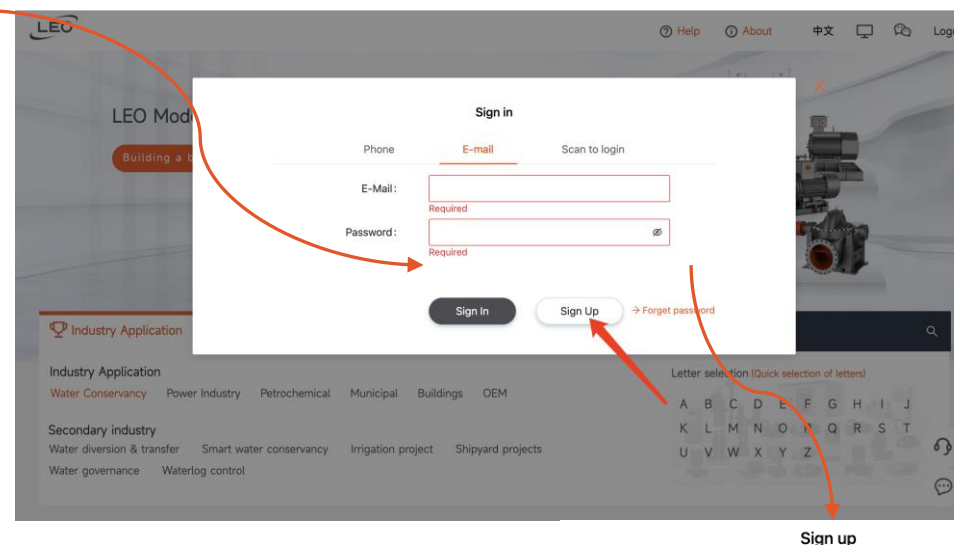 LEO
Help About 中文
LEO
Building a b
Sign in
Phone E-mail Scan to login
E-Mail:
Required
Password:
Required
Sign In Sign Up → Forget password
Industry Application
Industry Application
Water Conservancy Power Industry Petrochemical Municipal Buildings OEM
Secondary industry
Water diversion & transfer Smart water conservancy Irrigation project Shipyard projects
Water governance Waterlog control
Letter selection (Quick selection of letters)
A B C D E F G H I J
K L M N O P Q R S T
U V W X Y Z
Sign up